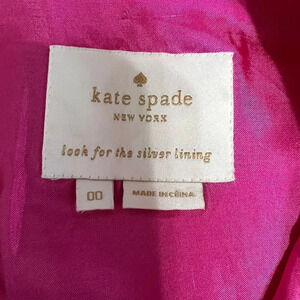 kate spade
NEW YORK
look for the silver lining
00
MADE IN CHINA